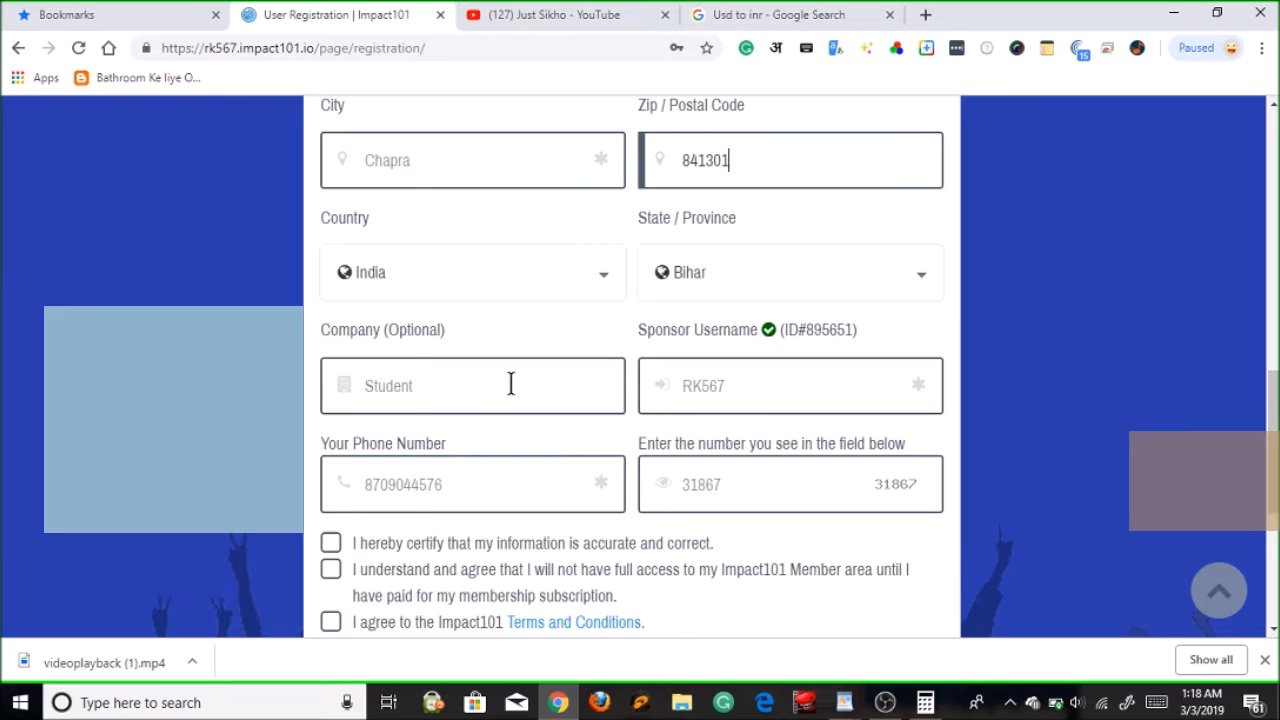 Bookmarks
User Registration | Impact101
(127) Just Sikho - YouTube
Usd to inr - Google Search
https://rk567.impact101.io/page/registration/
अ
15
Paused
Apps
Bathroom Ke liye O...
City
Zip / Postal Code
Chapra
841301
Country
State / Province
India
Bihar
Company (Optional)
Sponsor Username (ID#895651)
Student
RK567
Your Phone Number
Enter the number you see in the field below
8709044576
31867
31867
I hereby certify that my information is accurate and correct.
I understand and agree that I will not have full access to my Impact101 Member area until I
have paid for my membership subscription.
I agree to the Impact101 Terms and Conditions.
videoplayback (1).mp4
Show all
Type here to search
1:18 AM
3/3/2019
61